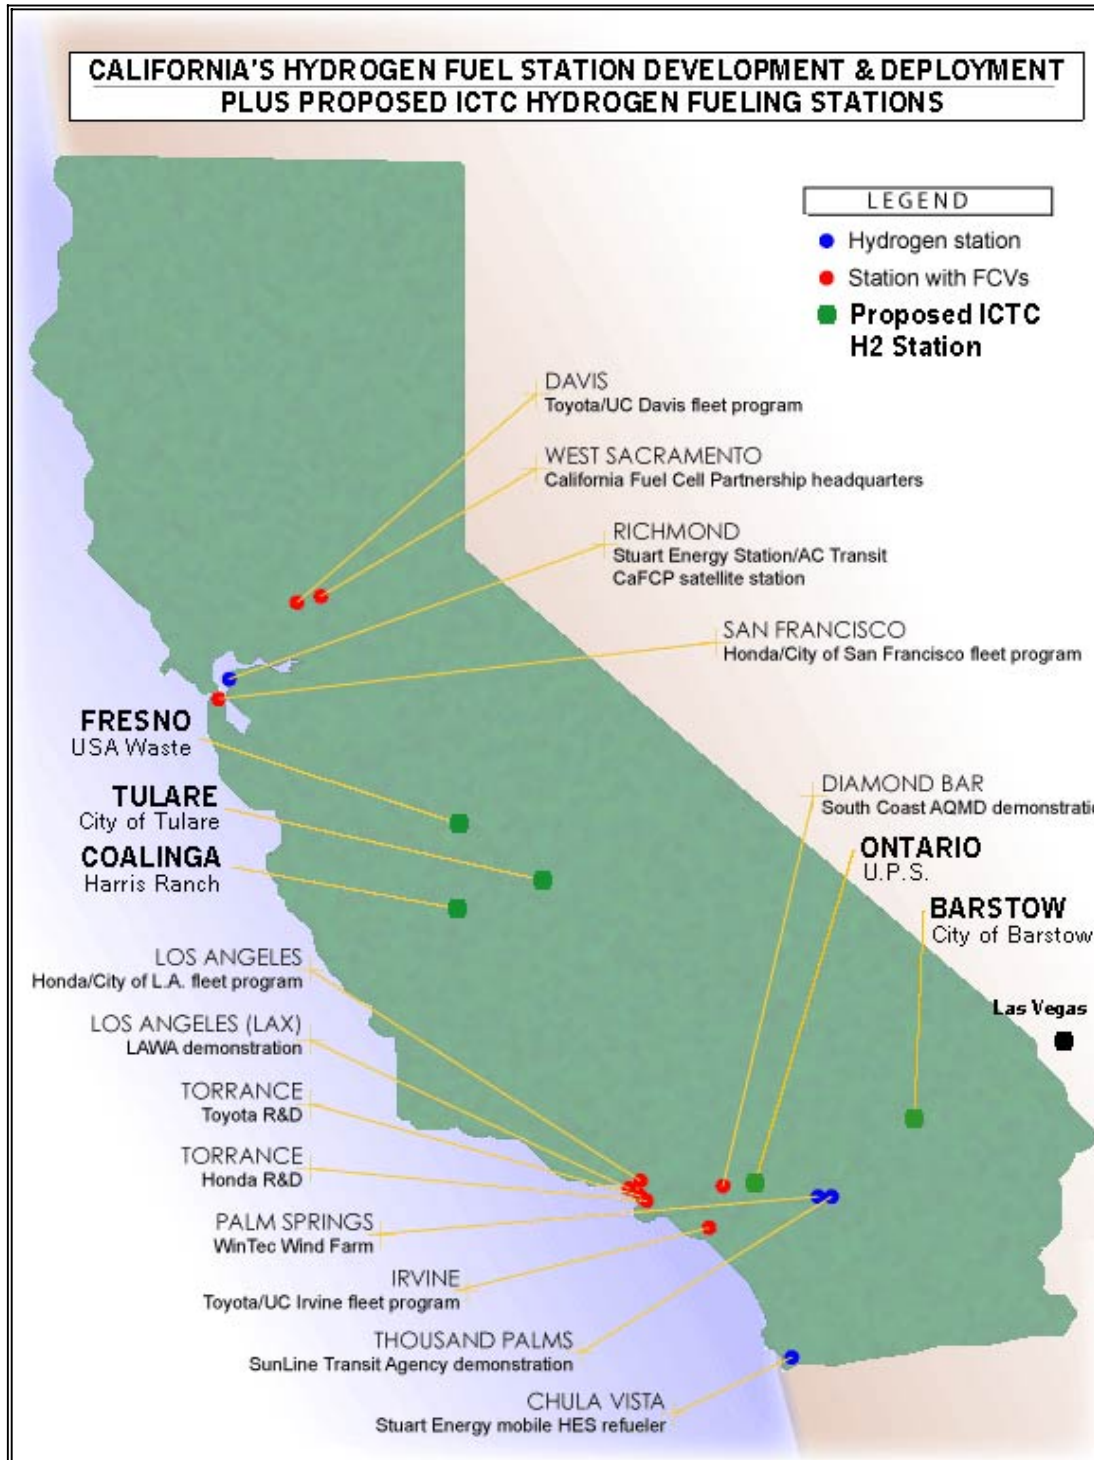 CALIFORNIA'S HYDROGEN FUEL STATION DEVELOPMENT & DEPLOYMENT
PLUS PROPOSED ICTC HYDROGEN FUELING STATIONS
LEGEND
Hydrogen station
Station with FCVs
Proposed ICTC
H2 Station
DAVIS
Toyota/UC Davis fleet program
WEST SACRAMENTO
California Fuel Cell Partnership headquarters
RICHMOND
Stuart Energy Station/AC Transit
CaFCP satellite station
SAN FRANCISCO
Honda/City of San Francisco fleet program
FRESNO
USA Waste
TULARE
City of Tulare
COALINGA
Harris Ranch
DIAMOND BAR
South Coast AQMD demonstratio
ONTARIO
U.P.S.
BARSTOW
City of Barstow
Las Vegas
LOS ANGELES
Honda/City of L.A. fleet program
LOS ANGELES (LAX)
LAWA demonstration
TORRANCE
Toyota R&D
TORRANCE
Honda R&D
PALM SPRINGS
WinTec Wind Farm
IRVINE
Toyota/UC Irvine fleet program
THOUSAND PALMS
SunLine Transit Agency demonstration
CHULA VISTA
Stuart Energy mobile HES refueler